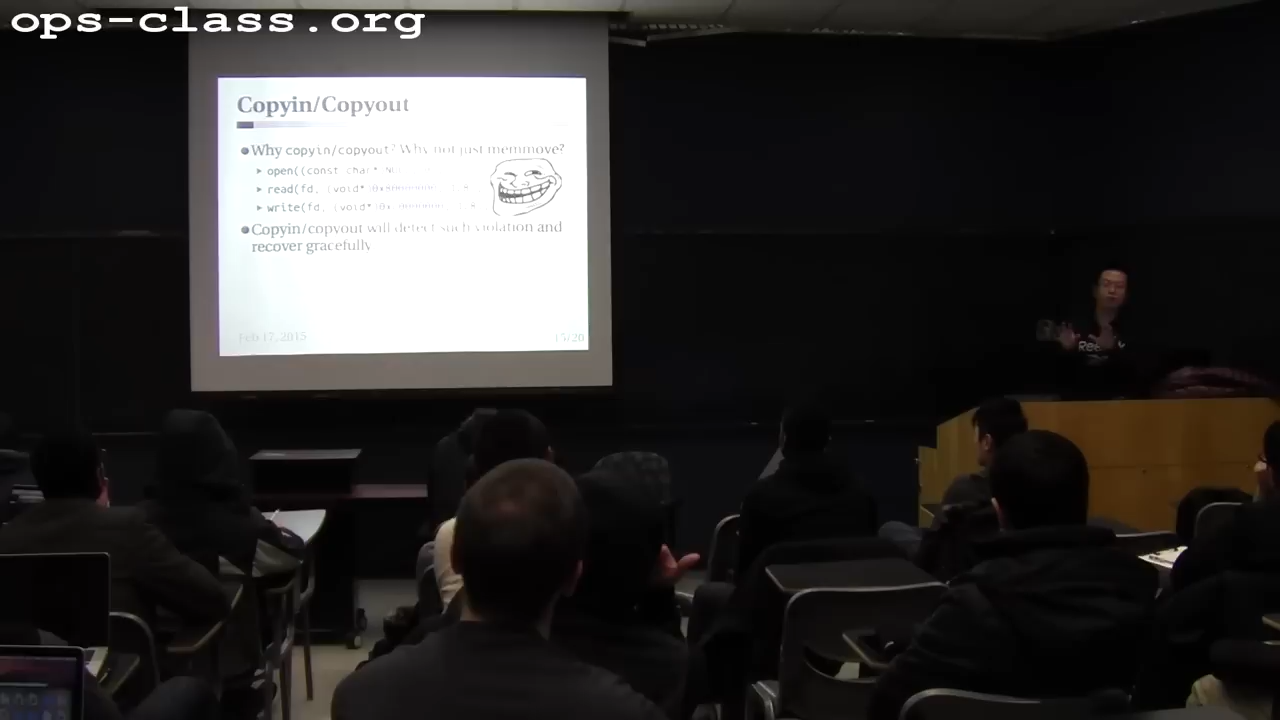 ops-class.org
Copyin/Copyout
Why copyin/copyout? Why not just memmove?
open((const char*
read(fd, (void*
write(fd, (void*
Copyin/copyout will detect such violation and
recover gracefully
Feb 17, 2015
15/20